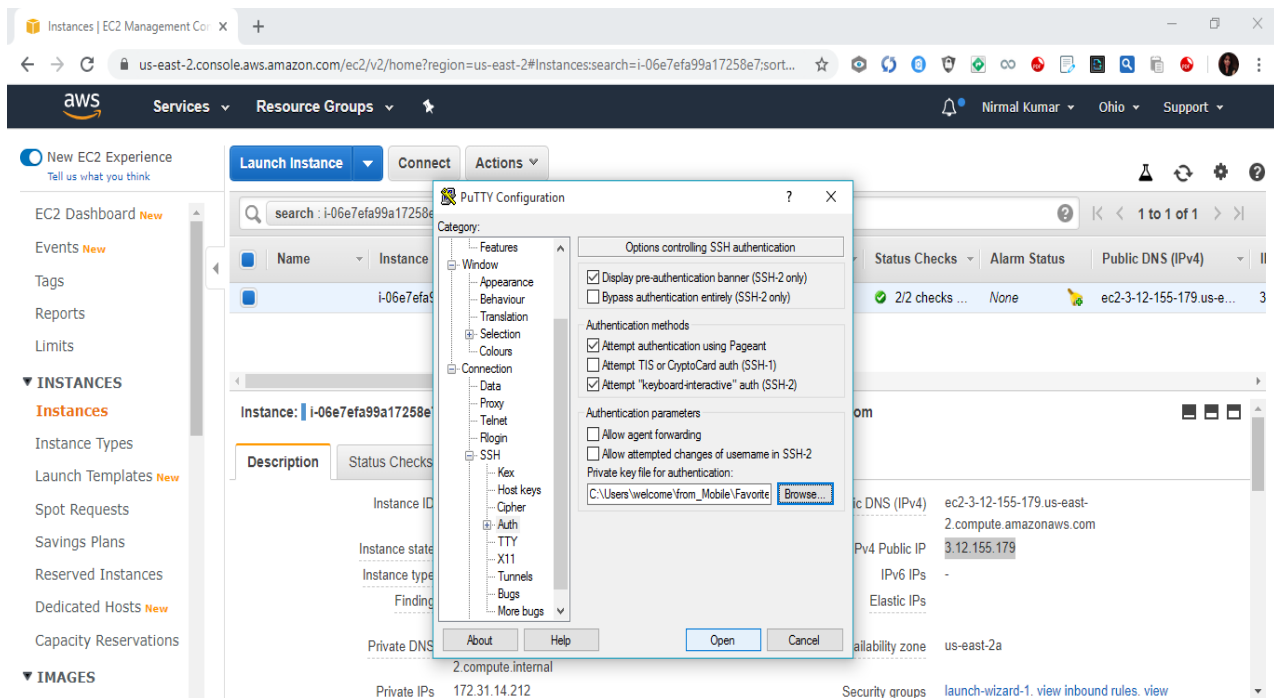 Instances | EC2 Management Cor
us-east-2.console.aws.amazon.com/ec2/v2/home?region=us-east-2#Instances:search=i-06e7efa99a17258e7;sort...
aws Services Resource Groups Nirmal Kumar Ohio Support
New EC2 Experience
Tell us what you think
EC2 Dashboard New
Events New
Tags
Reports
Limits
INSTANCES
Instances
Instance Types
Launch Templates New
Spot Requests
Savings Plans
Reserved Instances
Dedicated Hosts New
Capacity Reservations
IMAGES
Launch Instance Connect Actions
search : i-06e7efa99a17258e
1 to 1 of 1
Name Instance Status Checks Alarm Status Public DNS (IPv4)
i-06e7efa9 2/2 checks ... None ec2-3-12-155-179.us-e... 3
Instance: i-06e7efa99a17258e om
Description Status Checks
Instance ID
Instance state
Instance type
Finding
Private DNS
2.compute.internal
Private IPs 172.31.14.212
ic DNS (IPv4) ec2-3-12-155-179.us-east-
2.compute.amazonaws.com
IPv4 Public IP 3.12.155.179
IPv6 IPs -
Elastic IPs
ailability zone us-east-2a
Security groups launch-wizard-1. view inbound rules. view
PuTTY Configuration ? X
Category:
Features
Window
Appearance
Behaviour
Translation
Selection
Colours
Connection
Data
Proxy
Telnet
Rlogin
SSH
Kex
Host keys
Cipher
Auth
TTY
X11
Tunnels
Bugs
More bugs
Options controlling SSH authentication
Display pre-authentication banner (SSH-2 only)
Bypass authentication entirely (SSH-2 only)
Authentication methods
Attempt authentication using Pageant
Attempt TIS or CryptoCard auth (SSH-1)
Attempt "keyboard-interactive" auth (SSH-2)
Authentication parameters
Allow agent forwarding
Allow attempted changes of username in SSH-2
Private key file for authentication:
C:\Users\welcome\from_Mobile\Favorite Browse...
About Help Open Cancel